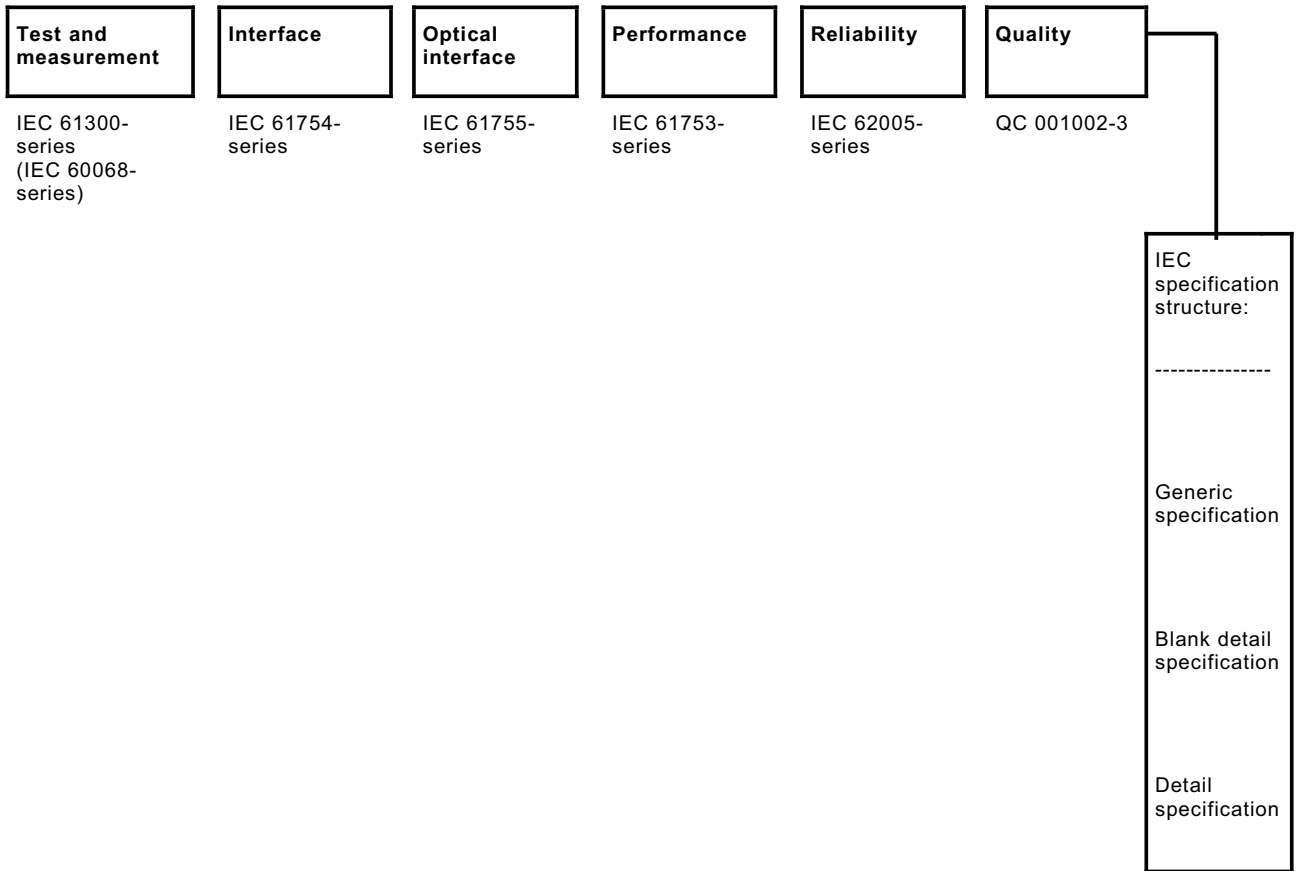 Test and
measurement
Interface
Optical
interface
Performance
Reliability
Quality
IEC 61300-
series
(IEC 60068-
series)
IEC 61754-
series
IEC 61755-
series
IEC 61753-
series
IEC 62005-
series
QC 001002-3
IEC
specification
structure:
---------------
Generic
specification
Blank detail
specification
Detail
specification